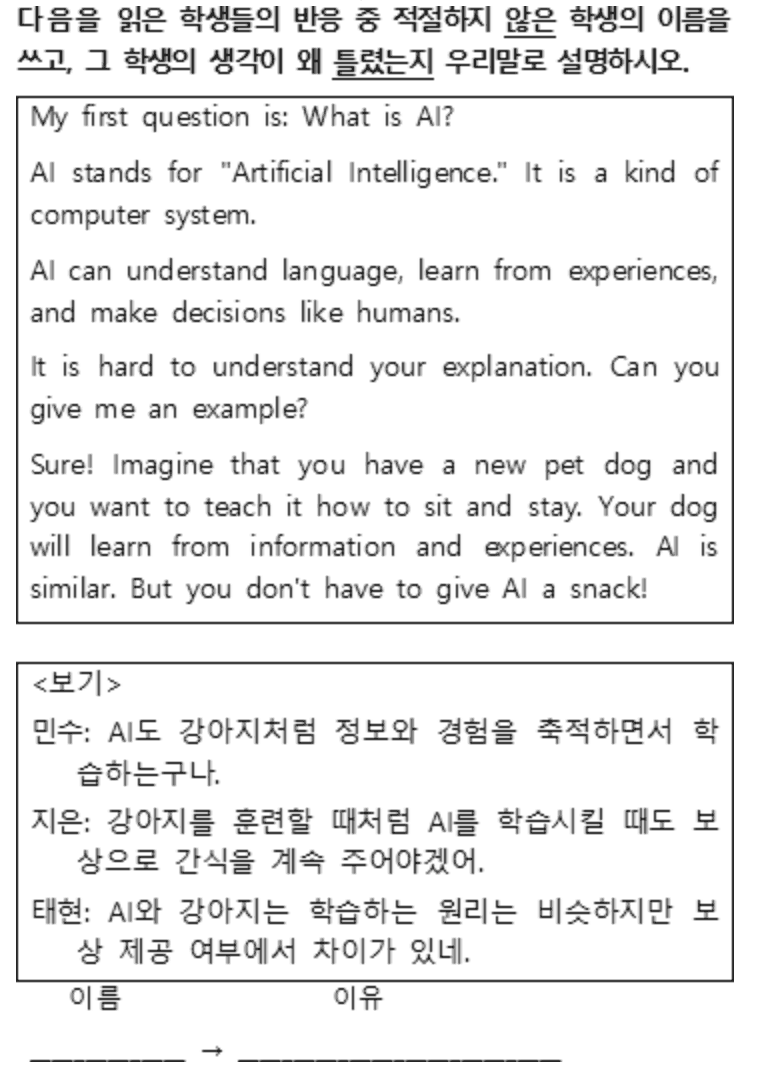 다음을 읽은 학생들의 반응 중 적절하지 않은 학생의 이름을
쓰고, 그 학생의 생각이 왜 틀렸는지 우리말로 설명하시오.
My first question is: What is AI?
AI stands for "Artificial Intelligence." It is a kind of
computer system.
AI can understand language, learn from experiences,
and make decisions like humans.
It is hard to understand your explanation. Can you
give me an example?
Sure! Imagine that you have a new pet dog and
you want to teach it how to sit and stay. Your dog
will learn from information and experiences. AI is
similar. But you don't have to give AI a snack!
<보기>
민수: AI도 강아지처럼 정보와 경험을 축적하면서 학
습하는구나.
지은: 강아지를 훈련할 때처럼 AI를 학습시킬 때도 보
상으로 간식을 계속 주어야겠어.
태현: AI와 강아지는 학습하는 원리는 비슷하지만 보
상 제공 여부에서 차이가 있네.
이름 이유
____________ → _________________________